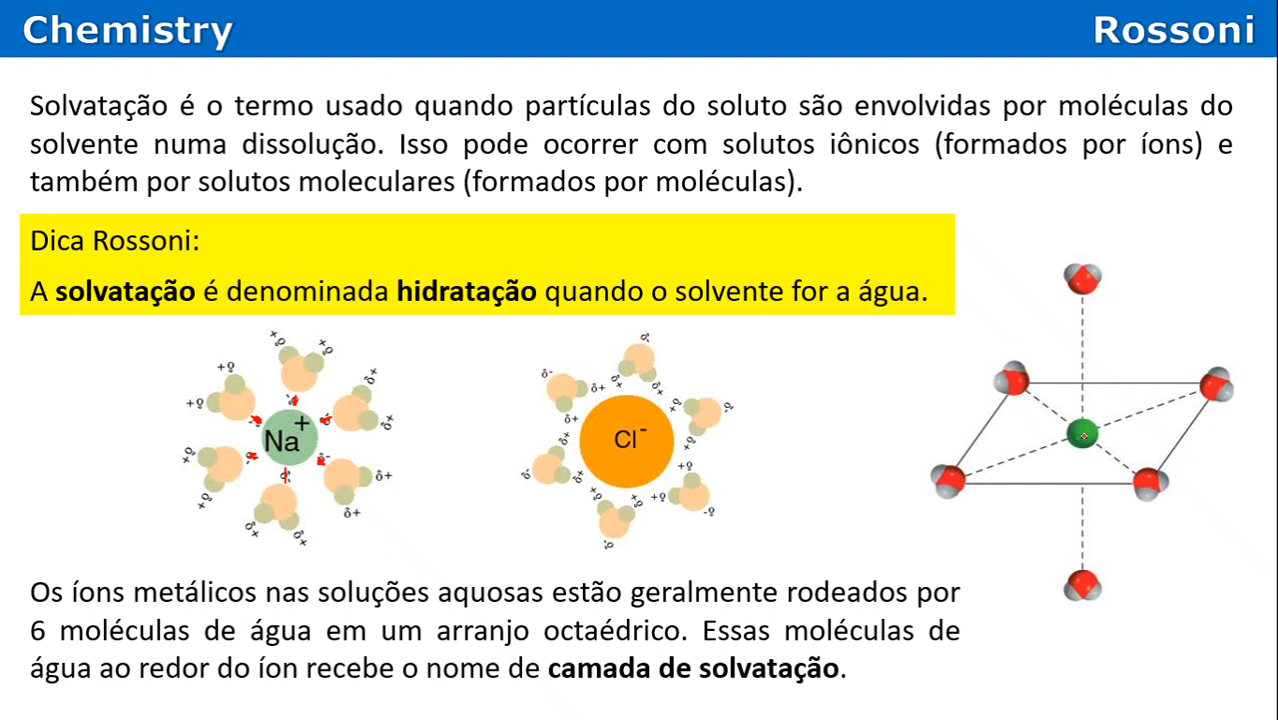 Chemistry
Rossoni
Solvatação é o termo usado quando partículas do soluto são envolvidas por moléculas do
solvente numa dissolução. Isso pode ocorrer com solutos iônicos (formados por íons) e
também por solutos moleculares (formados por moléculas).
Dica Rossoni:
A solvatação é denominada hidratação quando o solvente for a água.
Na+
Cl-
Os íons metálicos nas soluções aquosas estão geralmente rodeados por
6 moléculas de água em um arranjo octaédrico. Essas moléculas de
água ao redor do íon recebe o nome de camada de solvatação.